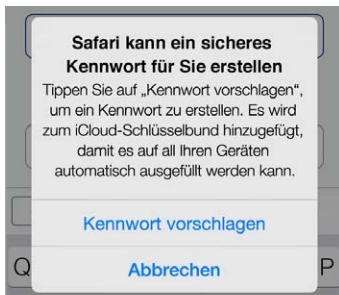 Safari kann ein sicheres
Kennwort für Sie erstellen
Tippen Sie auf „Kennwort vorschlagen“,
um ein Kennwort zu erstellen. Es wird
zum iCloud-Schlüsselbund hinzugefügt,
damit es auf all Ihren Geräten
automatisch ausgefüllt werden kann.
Kennwort vorschlagen
Abbrechen
Q P